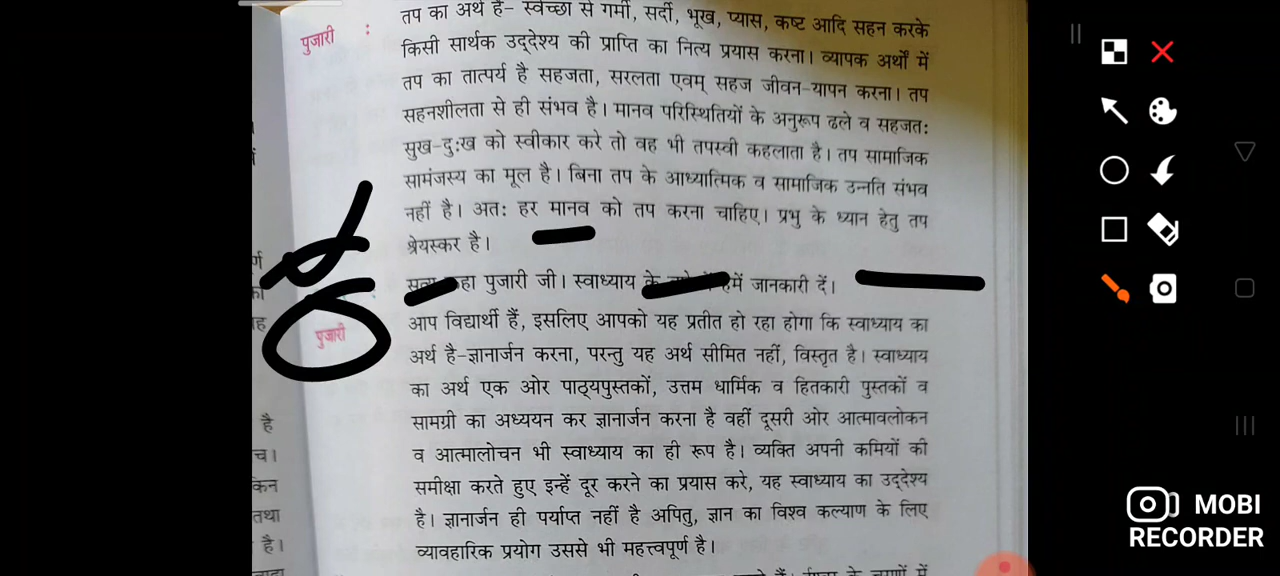 तप का अर्थ है- स्वेच्छा से गर्मी, सर्दी, भूख, प्यास, कष्ट आदि सहन करके
पुजारी :
किसी सार्थक उद्देश्य की प्राप्ति का नित्य प्रयास करना। व्यापक अर्थों में
तप का तात्पर्य है सहजता, सरलता एवम् सहज जीवन-यापन करना। तप
सहनशीलता से ही संभव है। मानव परिस्थितियों के अनुरूप ढले व सहजतः
सुख-दुःख को स्वीकार करे तो वह भी तपस्वी कहलाता है। तप सामाजिक
सामंजस्य का मूल है। बिना तप के आध्यात्मिक व सामाजिक उन्नति संभव
नहीं है। अतः हर मानव को तप करना चाहिए। प्रभु के ध्यान हेतु तप
श्रेयस्कर है।
सत्य पुजारी जी। स्वाध्याय के हमें जानकारी दें।
पुजारी
आप विद्यार्थी हैं, इसलिए आपको यह प्रतीत हो रहा होगा कि स्वाध्याय का
अर्थ है-ज्ञानार्जन करना, परन्तु यह अर्थ सीमित नहीं, विस्तृत है। स्वाध्याय
का अर्थ एक ओर पाठ्यपुस्तकों, उत्तम धार्मिक व हितकारी पुस्तकों व
सामग्री का अध्ययन कर ज्ञानार्जन करना है वहीं दूसरी ओर आत्मावलोकन
व आत्मालोचन भी स्वाध्याय का ही रूप है। व्यक्ति अपनी कमियों की
समीक्षा करते हुए इन्हें दूर करने का प्रयास करे, यह स्वाध्याय का उद्देश्य
है। ज्ञानार्जन ही पर्याप्त नहीं है अपितु, ज्ञान का विश्व कल्याण के लिए
व्यावहारिक प्रयोग उससे भी महत्त्वपूर्ण है।
है
च।
किन
तथा
है।
MOBI
RECORDER